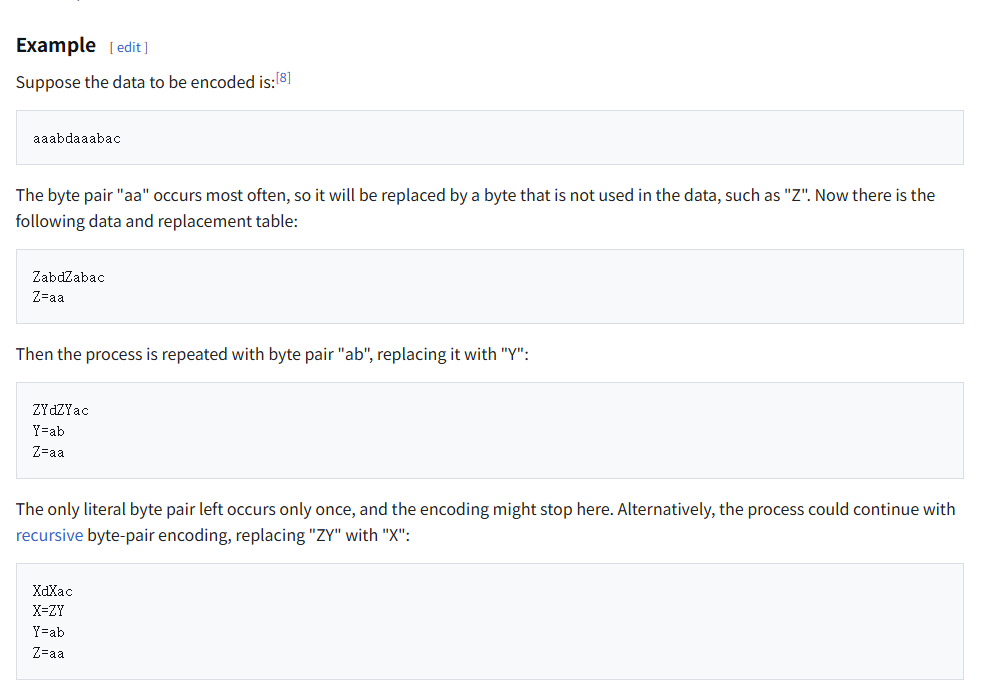 Example [ edit ]
Suppose the data to be encoded is:[8]
aaabdaaabac
The byte pair "aa" occurs most often, so it will be replaced by a byte that is not used in the data, such as "Z". Now there is the
following data and replacement table:
ZabdZabac
Z=aa
Then the process is repeated with byte pair "ab", replacing it with "Y":
ZYdZYac
Y=ab
Z=aa
The only literal byte pair left occurs only once, and the encoding might stop here. Alternatively, the process could continue with
recursive byte-pair encoding, replacing "ZY" with "X":
XdXac
X=ZY
Y=ab
Z=aa